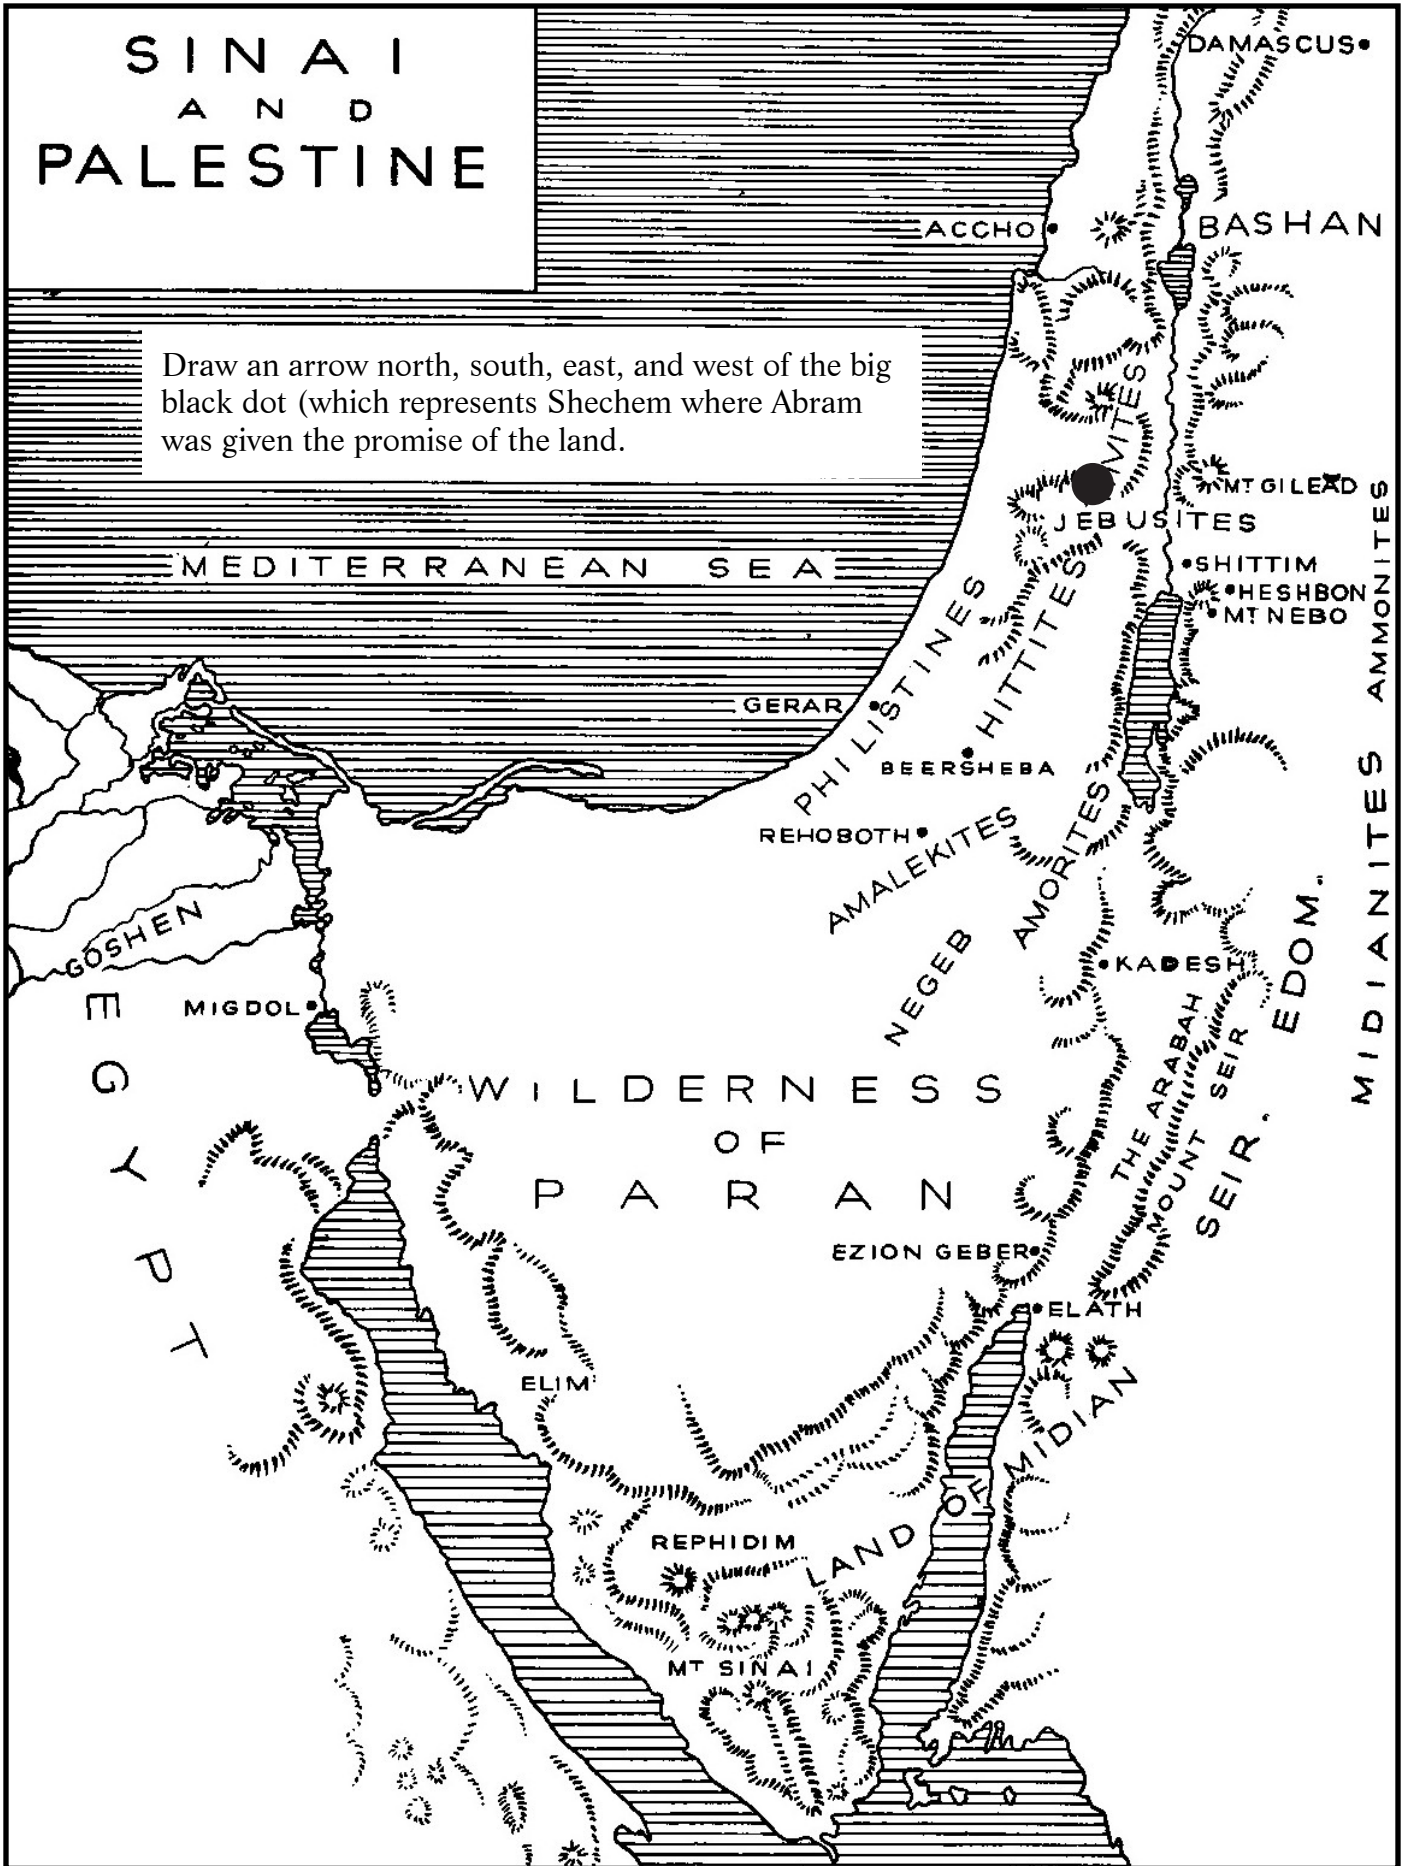 SINAI
AND
PALESTINE
DAMASCUS
ACCHO
BASHAN
Draw an arrow north, south, east, and west of the big
black dot (which represents Shechem where Abram
was given the promise of the land.
VITES
MT GILEAD
JEBUSITES
AMMONITES
MEDITERRANEAN SEA
SHITTIM
HESHBON
MT NEBO
PHILISTINES
HITTITES
GERAR
BEERSHEBA
REHOBOTH
AMALEKITES
AMORITES
MIDIANITES
GOSHEN
EDOM.
NEGEB
KADESH
EGYPT
MIGDOL
WILDERNESS
OF
PARAN
THE ARABAH
MOUNT SEIR
SEIR.
EZION GEBER
ELATH
ELIM
LAND OF MIDIAN
REPHIDIM
MT SINAI